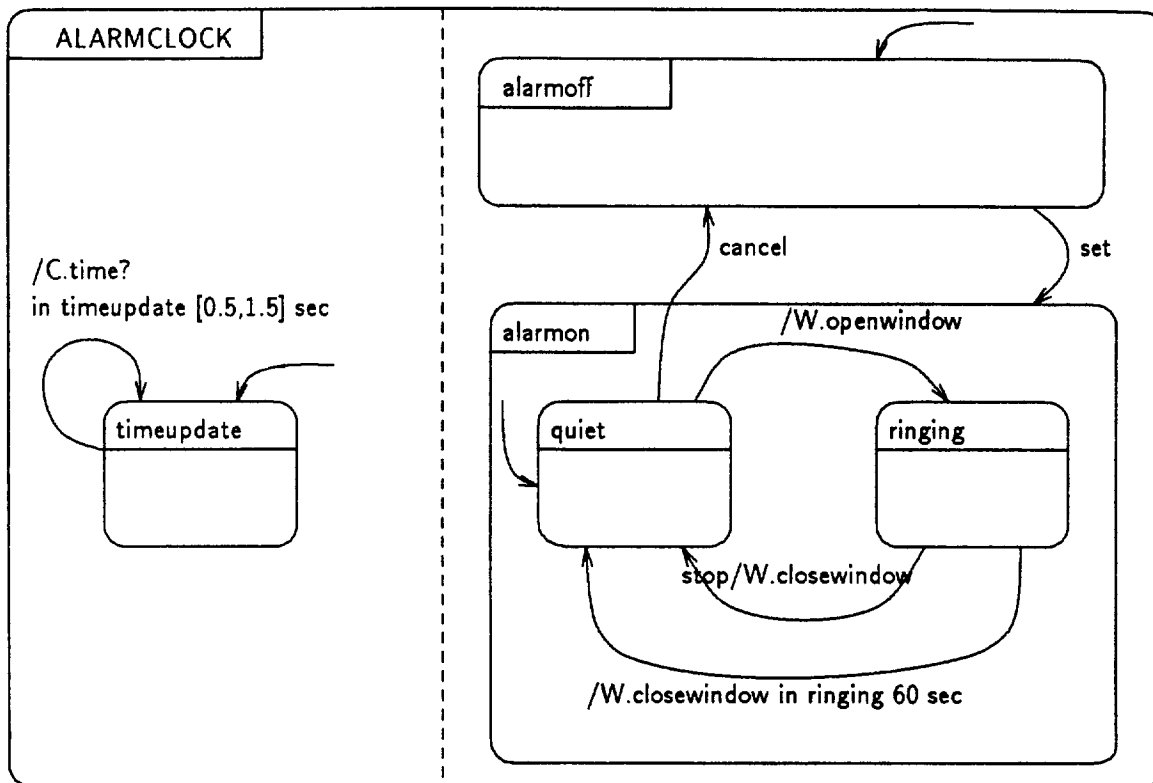 ALARMCLOCK
alarmoff
cancel
set
/C.time?
in timeupdate [0.5,1.5] sec
/W.openwindow
alarmon
timeupdate
quiet
ringing
stop/W.closewindow
/W.closewindow in ringing 60 sec